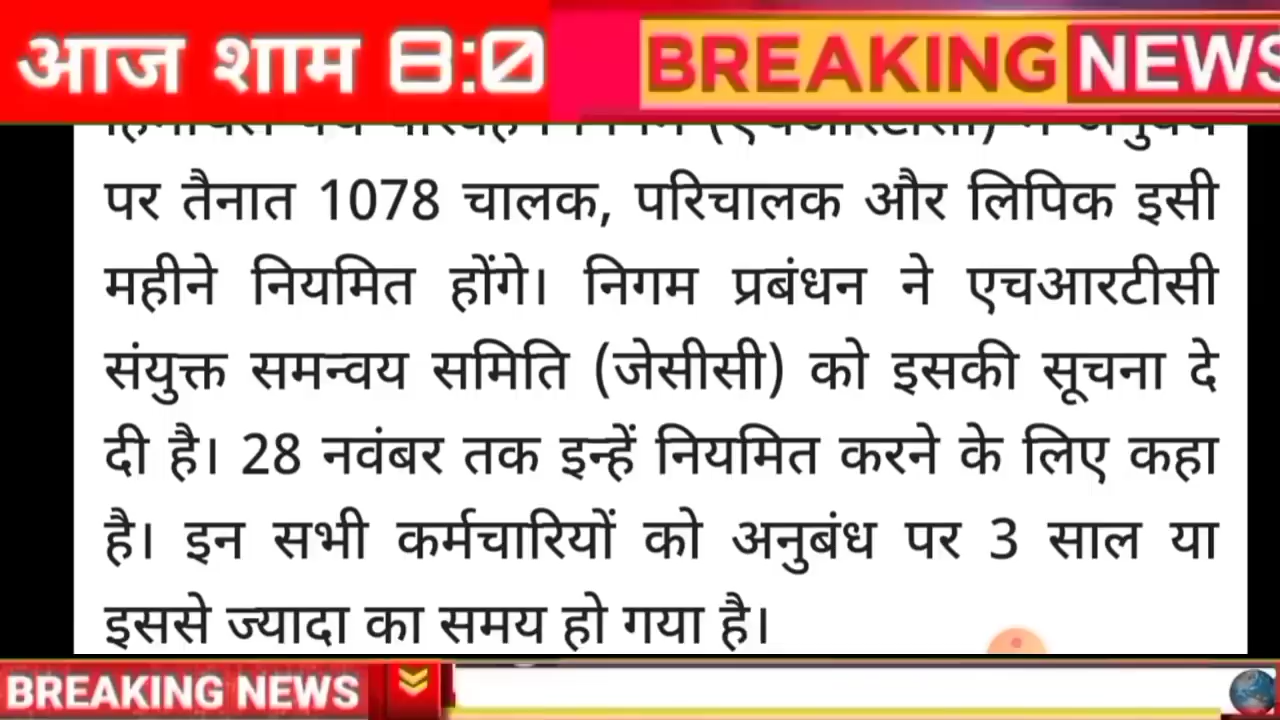 आज शाम 8:0
BREAKING NEWS
पर तैनात 1078 चालक, परिचालक और लिपिक इसी
महीने नियमित होंगे। निगम प्रबंधन ने एचआरटीसी
संयुक्त समन्वय समिति (जेसीसी) को इसकी सूचना दे
दी है। 28 नवंबर तक इन्हें नियमित करने के लिए कहा
है। इन सभी कर्मचारियों को अनुबंध पर 3 साल या
इससे ज्यादा का समय हो गया है।
BREAKING NEWS